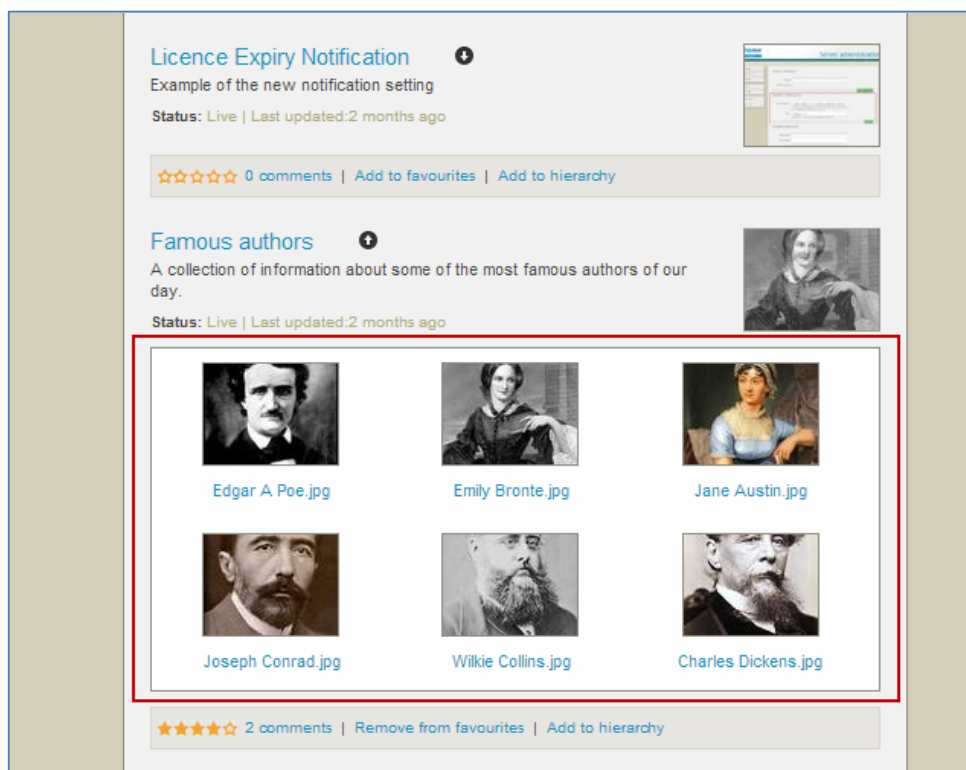 Licence Expiry Notification
Example of the new notification setting
Status: Live | Last updated:2 months ago
Server administration
0 comments | Add to favourites | Add to hierarchy
Famous authors
A collection of information about some of the most famous authors of our
day.
Status: Live | Last updated:2 months ago
Edgar A Poe.jpg
Emily Bronte.jpg
Jane Austin.jpg
Joseph Conrad.jpg
Wilkie Collins.jpg
Charles Dickens.jpg
2 comments | Remove from favourites | Add to hierarchy